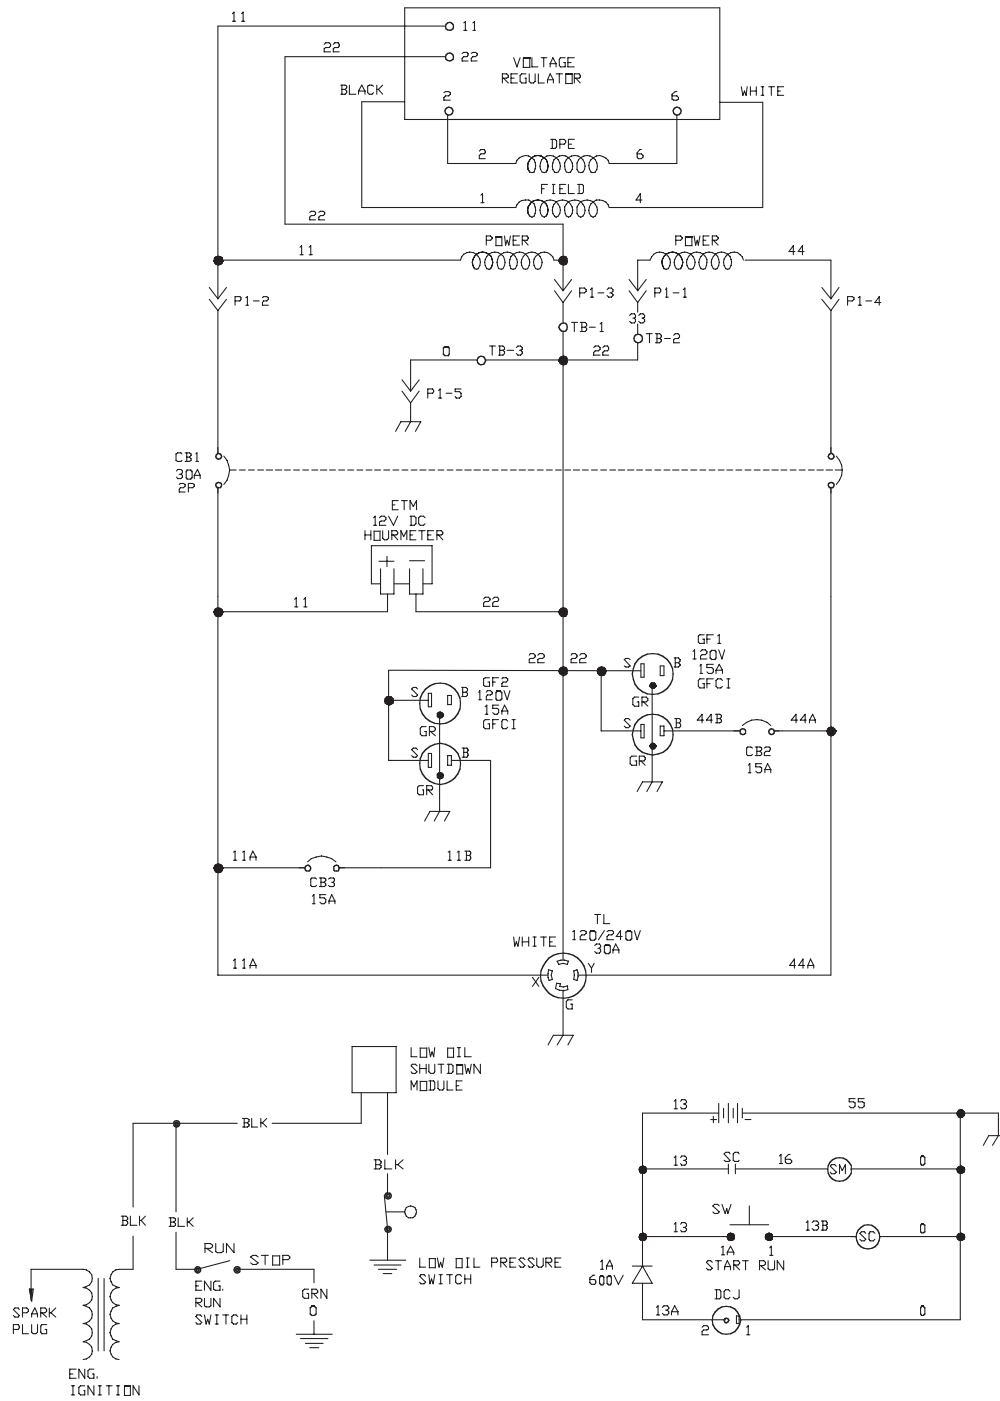 11
11
22
22
VOLTAGE
REGULATOR
BLACK
WHITE
2
6
DPE
2
6
FIELD
1
4
22
POWER
POWER
11
44
P1-2
P1-3
P1-1
P1-4
33
TB-1
TB-2
0
TB-3
22
P1-5
CB1
30A
2P
ETM
12V DC
HOURMETER
+
−
11
22
22
22
GF1
120V
15A
GFCI
S
B
GR
S
B
GR
44B
44A
CB2
15A
GF2
120V
15A
GFCI
S
B
GR
S
B
GR
11A
11B
CB3
15A
TL
120/240V
30A
WHITE
11A
X
Y
G
44A
LOW OIL
SHUTDOWN
MODULE
BLK
BLK
BLK
BLK
RUN
STOP
ENG.
RUN
SWITCH
GRN
0
LOW OIL PRESSURE
SWITCH
SPARK
PLUG
ENG.
IGNITION
13
+
−
55
13
SC
16
SM
0
13
SW
13B
SC
0
1A
1
START RUN
1A
600V
13A
DCJ
2
1
0